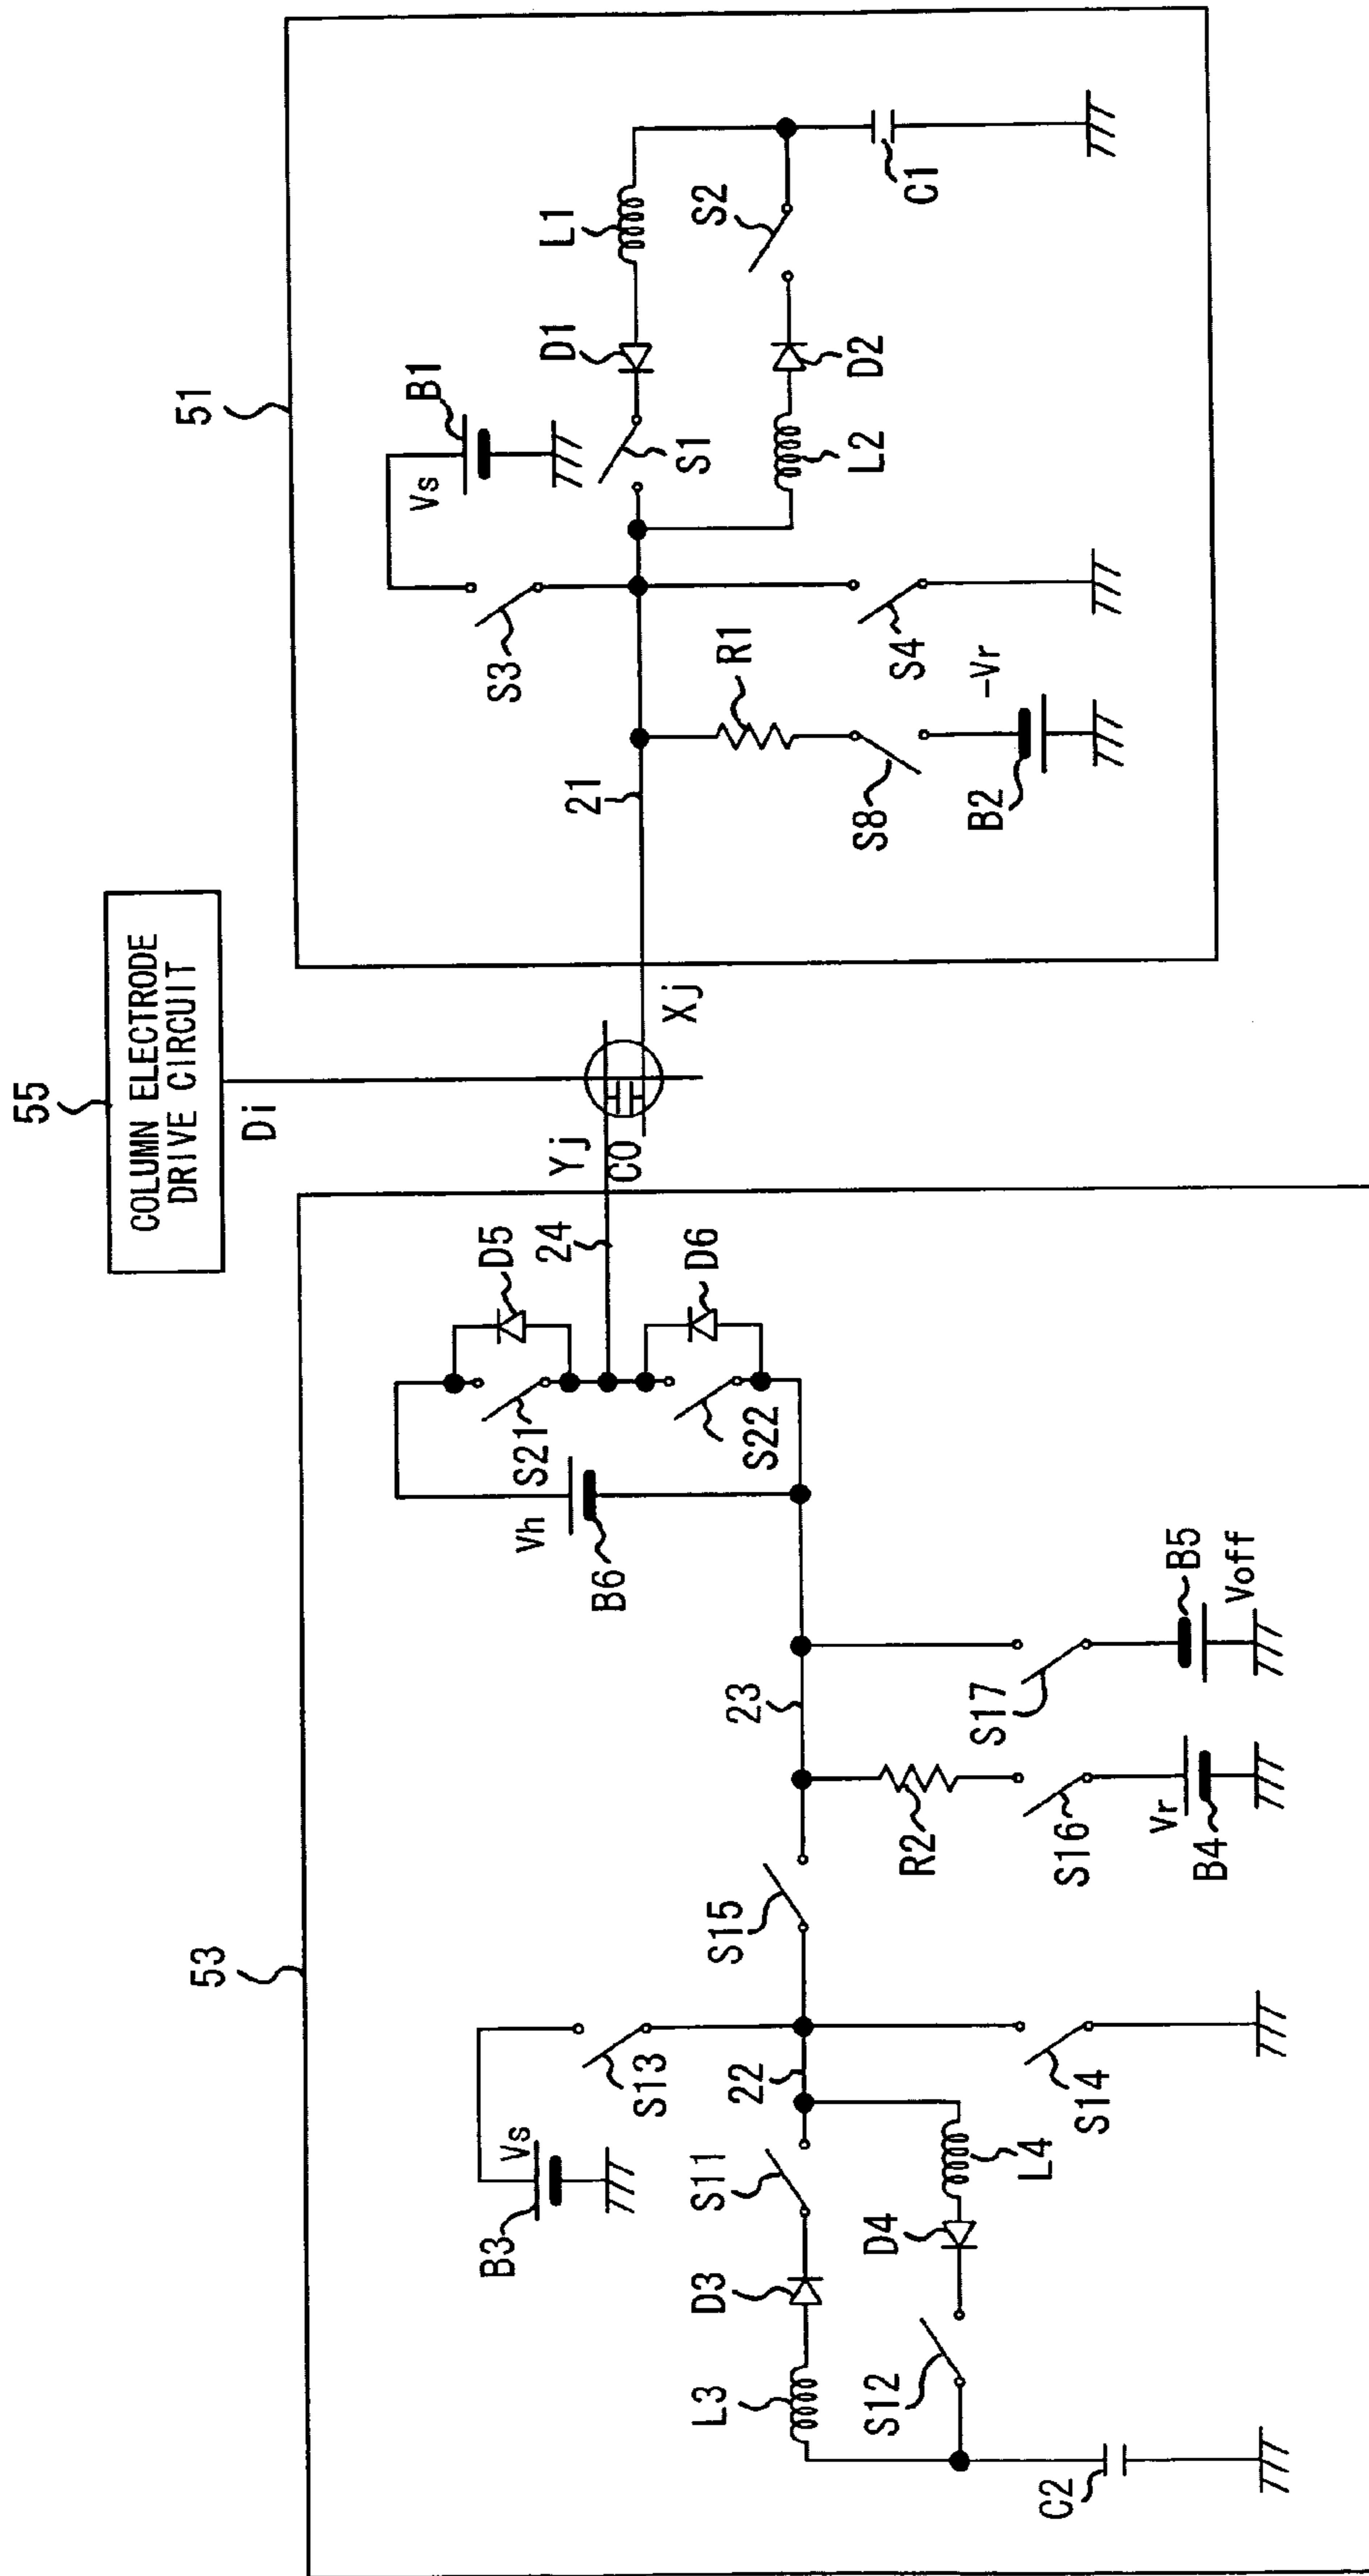 55
COLUMN ELECTRODE
DRIVE CIRCUIT
Di
53
51
B3
Vs
S13
D3
S11
L3
22
S15
S12
D4
L4
C2
S14
23
R2
S16
Vr
B4
S17
B5
Voff
Vh
B6
S21
D5
24
S22
D6
Yj
C0
Xj
21
S3
Vs
B1
R1
S8
B2
-Vr
S4
S1
D1
L1
L2
D2
S2
C1